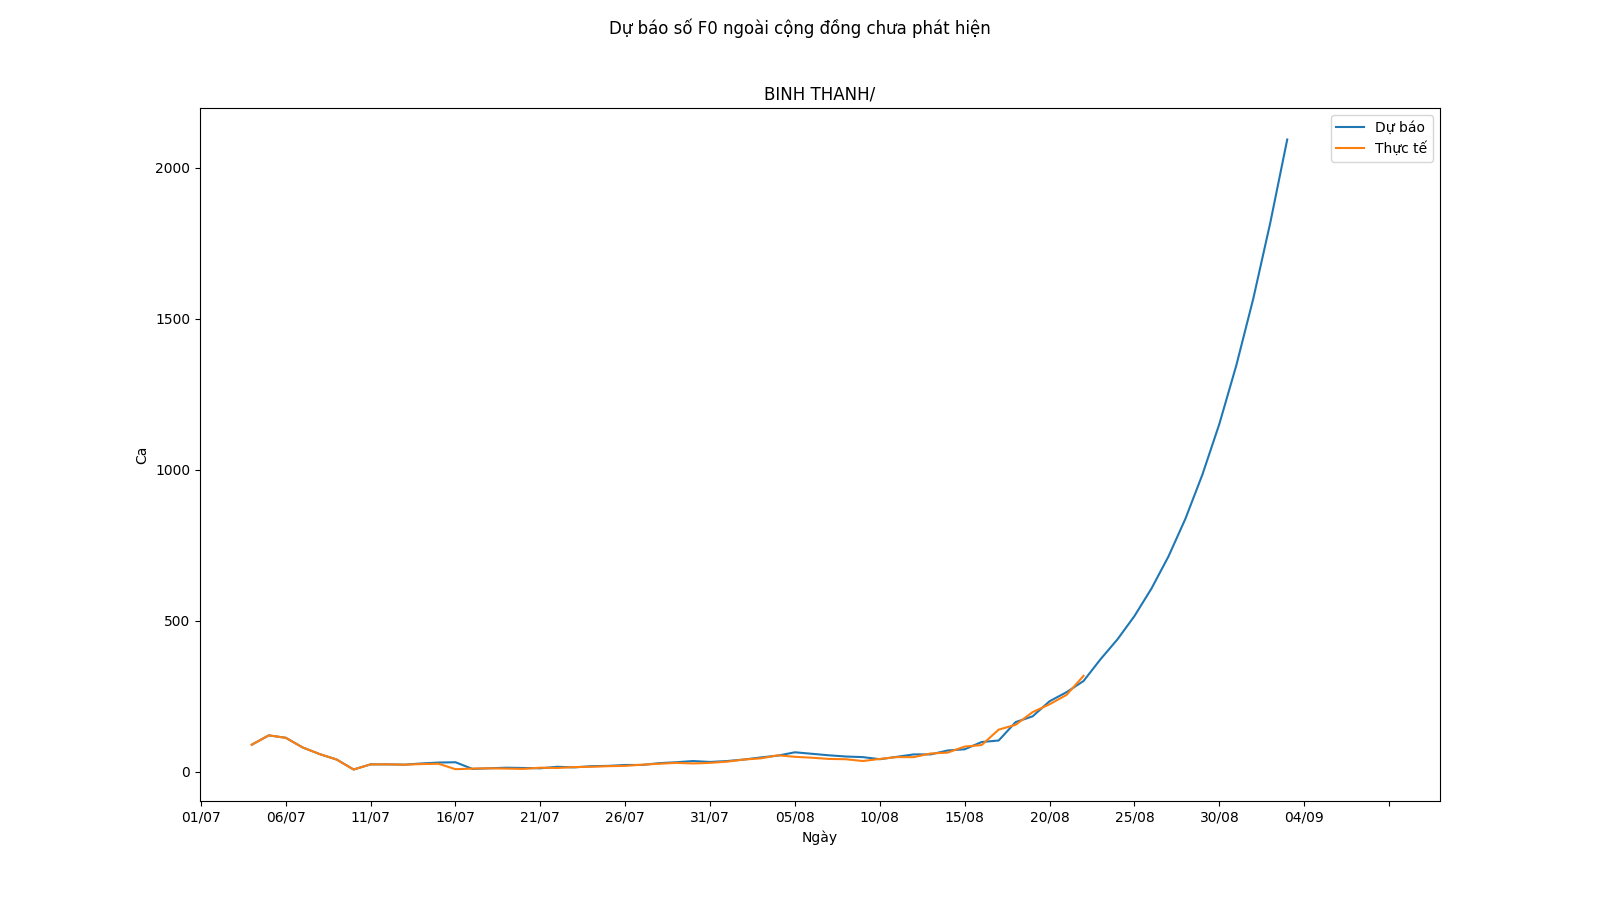 Dự báo số F0 ngoài cộng đồng chưa phát hiện
BINH THANH/
Dự báo
Thực tế
2000
1500
1000
500
0
Ca
01/07 06/07 11/07 16/07 21/07 26/07 31/07 05/08 10/08 15/08 20/08 25/08 30/08 04/09
Ngày